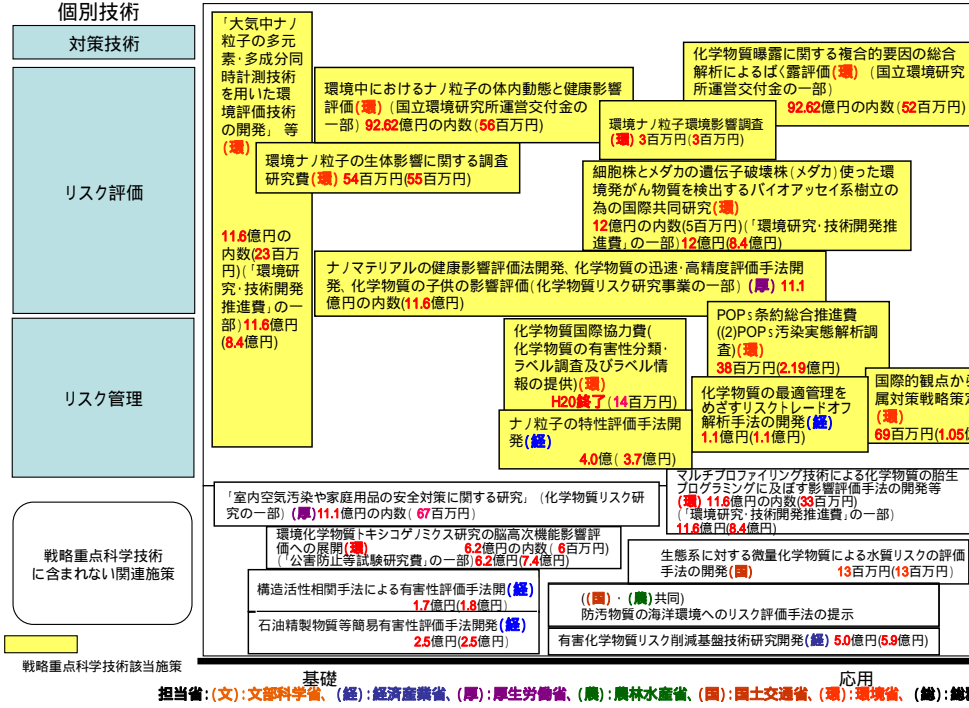 個別技術
対策技術
リスク評価
リスク管理
戦略重点科学技術
に含まれない関連施策
戦略重点科学技術該当施策
「大気中ナノ
粒子の多元
素・多成分同
時計測技術
を用いた環
境評価技術
の開発」 等
(環)
11.6億円の
内数(23百万
円)(「環境研
究・技術開発
推進費」の一
部)11.6億円
(8.4億円)
環境中におけるナノ粒子の体内動態と健康影響
評価(環) (国立環境研究所運営交付金の
一部) 92.62億円の内数(56百万円)
化学物質曝露に関する複合的要因の総合
解析によるばく露評価(環) (国立環境研究
所運営交付金の一部)
92.62億円の内数(52百万円)
環境ナノ粒子環境影響調査
(環) 3百万円(3百万円)
環境ナノ粒子の生体影響に関する調査
研究費(環) 54百万円(55百万円)
細胞株とメダカの遺伝子破壊株(メダカ)使った環
境発がん物質を検出するバイオアッセイ系樹立の
為の国際共同研究(環)
12億円の内数(5百万円)(「環境研究・技術開発推
進費」の一部)12億円(8.4億円)
ナノマテリアルの健康影響評価法開発、化学物質の迅速・高精度評価手法開
発、化学物質の子供の影響評価(化学物質リスク研究事業の一部) (厚) 11.1
億円の内数(11.6億円)
化学物質国際協力費(
化学物質の有害性分類・
ラベル調査及びラベル情
報の提供)(環)
H20終了(14百万円)
POPs条約総合推進費
((2)POPs汚染実態解析調
査)(環)
38百万円(2.19億円)
ナノ粒子の特性評価手法開
発(経)
4.0億( 3.7億円)
化学物質の最適管理を
めざすリスクトレードオフ
解析手法の開発(経)
1.1億円(1.1億円)
国際的観点から
属対策戦略策定
(環)
69百万円(1.05億
「室内空気汚染や家庭用品の安全対策に関する研究」 (化学物質リスク研
究の一部) (厚)11.1億円の内数( 67百万円)
マルチプロファイリング技術による化学物質の胎生
プログラミングに及ぼす影響評価手法の開発等
(環) 11.6億円の内数(33百万円)
(「環境研究・技術開発推進費」の一部)
11.6億円(8.4億円)
環境化学物質トキシコゲノミクス研究の脳高次機能影響評
価への展開(環) 6.2億円の内数( 6百万円)
(「公害防止等試験研究費」の一部)6.2億円(7.4億円)
生態系に対する微量化学物質による水質リスクの評価
手法の開発(国) 13百万円(13百万円)
構造活性相関手法による有害性評価手法開(経)
1.7億円(1.8億円)
((国)・(農)共同)
防汚物質の海洋環境へのリスク評価手法の提示
石油精製物質等簡易有害性評価手法開発(経)
2.5億円(2.5億円)
有害化学物質リスク削減基盤技術研究開発(経) 5.0億円(5.9億円)
基礎 応用
担当省:(文):文部科学省、(経):経済産業省、(厚):厚生労働省、(農):農林水産省、(国):国土交通省、(環):環境省、(総):総